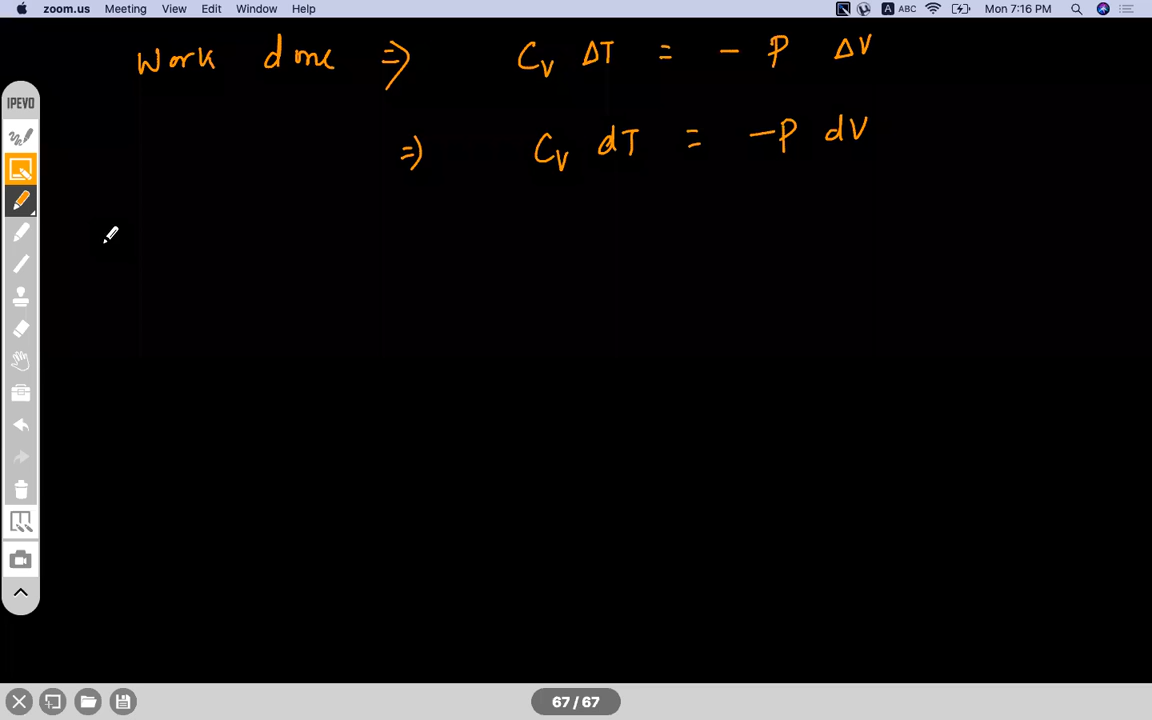 zoom.us Meeting View Edit Window Help A ABC Mon 7:16 PM
Work done ⇒ Cv ΔT = - P ΔV
⇒ Cv dT = -P dV
IPEVO
67/67